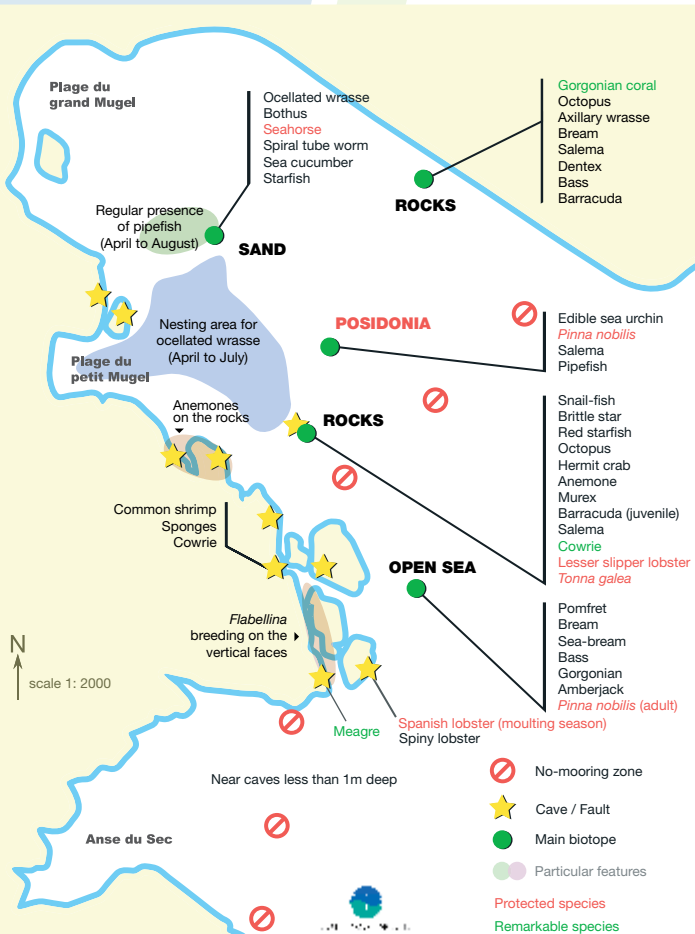 Plage du
grand Mugel
Ocellated wrasse
Bothus
Seahorse
Spiral tube worm
Sea cucumber
Starfish
Gorgonian coral
Octopus
Axillary wrasse
Bream
Salema
Dentex
Bass
Barracuda
ROCKS
Regular presence
of pipefish
(April to August)
SAND
Nesting area for
ocellated wrasse
(April to July)
POSIDONIA
Edible sea urchin
Pinna nobilis
Salema
Pipefish
Plage du
petit Mugel
Anemones
on the rocks
ROCKS
Snail-fish
Brittle star
Red starfish
Octopus
Hermit crab
Anemone
Murex
Barracuda (juvenile)
Salema
Cowrie
Lesser slipper lobster
Tonna galea
Common shrimp
Sponges
Cowrie
OPEN SEA
Pomfret
Bream
Sea-bream
Bass
Gorgonian
Amberjack
Pinna nobilis (adult)
Flabellina
breeding on the
vertical faces
N
scale 1: 2000
Meagre
Spanish lobster (moulting season)
Spiny lobster
Near caves less than 1m deep
Anse du Sec
No-mooring zone
Cave / Fault
Main biotope
Particular features
Protected species
Remarkable species